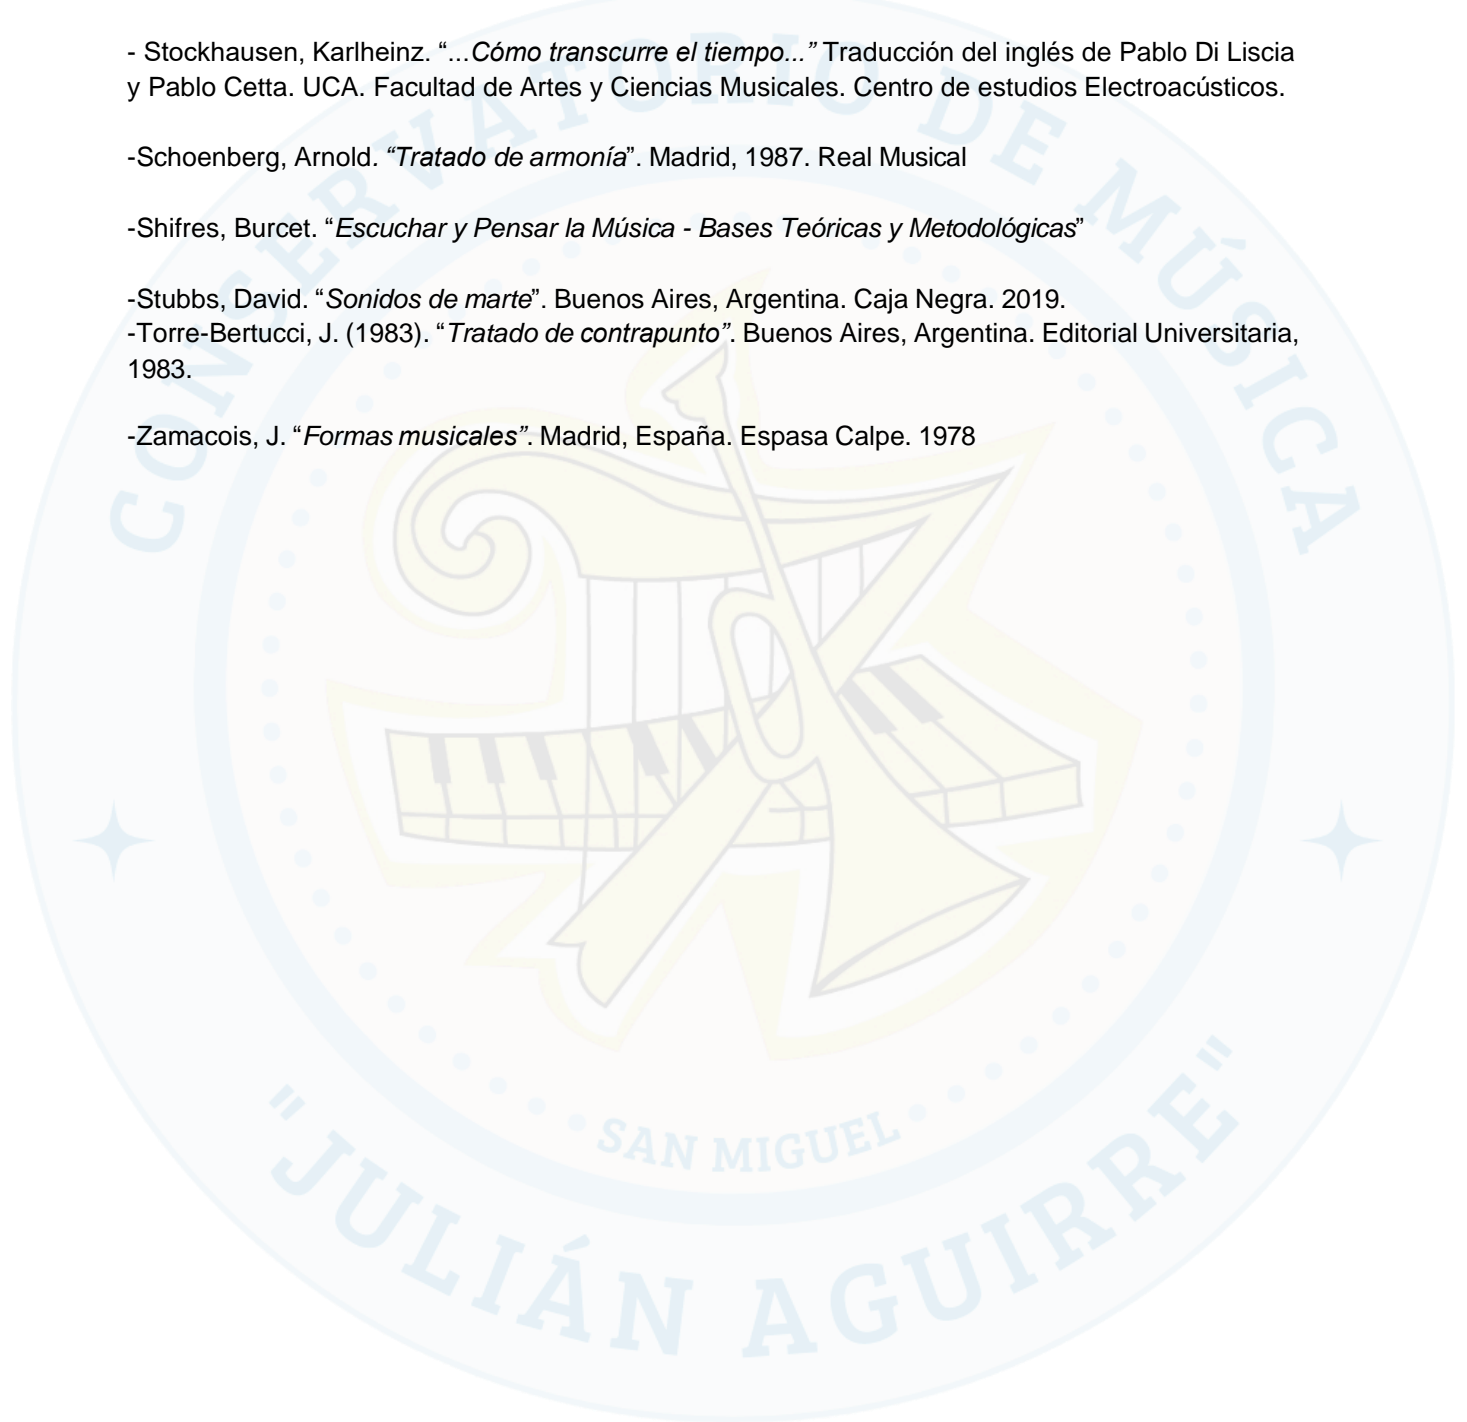 - Stockhausen, Karlheinz. “...Cómo transcurre el tiempo...” Traducción del inglés de Pablo Di Liscia
y Pablo Cetta. UCA. Facultad de Artes y Ciencias Musicales. Centro de estudios Electroacústicos.
-Schoenberg, Arnold. “Tratado de armonía”. Madrid, 1987. Real Musical
-Shifres, Burcet. “Escuchar y Pensar la Música - Bases Teóricas y Metodológicas”
-Stubbs, David. “Sonidos de marte”. Buenos Aires, Argentina. Caja Negra. 2019.
-Torre-Bertucci, J. (1983). “Tratado de contrapunto”. Buenos Aires, Argentina. Editorial Universitaria,
1983.
-Zamacois, J. “Formas musicales”. Madrid, España. Espasa Calpe. 1978
CONSERVATORIO DE MÚSICA
SAN MIGUEL
"JULIÁN AGUIRRE"